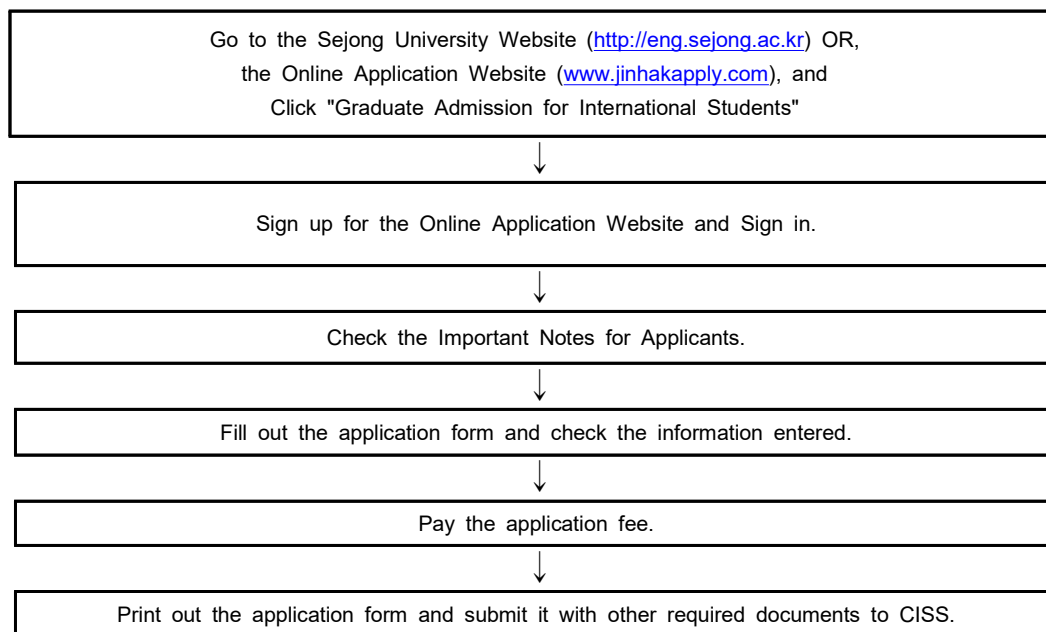 Go to the Sejong University Website (http://eng.sejong.ac.kr) OR,
the Online Application Website (www.jinhakapply.com), and
Click "Graduate Admission for International Students"
↓
Sign up for the Online Application Website and Sign in.
↓
Check the Important Notes for Applicants.
↓
Fill out the application form and check the information entered.
↓
Pay the application fee.
↓
Print out the application form and submit it with other required documents to CISS.